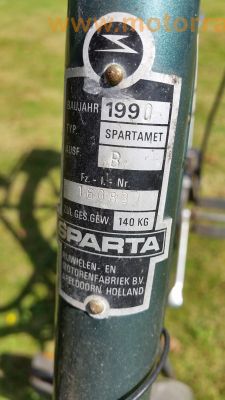 www.motorra
BAUJAHR 1990
TYP. SPARTAMET
AUSF. B
Fz.-I.-Nr.
ZUL.GES.GEW. 140 KG
SPARTA
RIJWIELEN- EN
MOTORENFABRIEK B.V.
APELDOORN HOLLAND